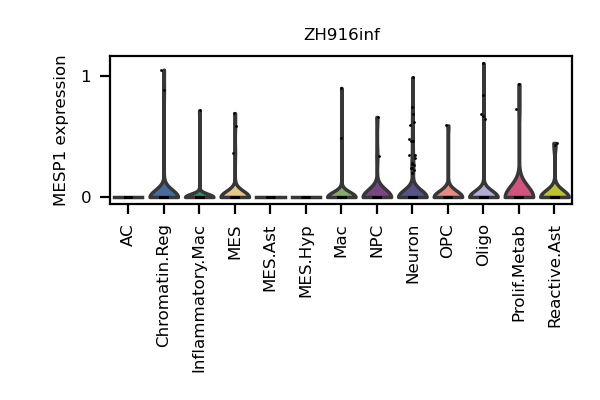 ZH916inf
MESP1 expression
1
0
AC
Chromatin.Reg
Inflammatory.Mac
MES
MES.Ast
MES.Hyp
Mac
NPC
Neuron
OPC
Oligo
Prolif.Metab
Reactive.Ast